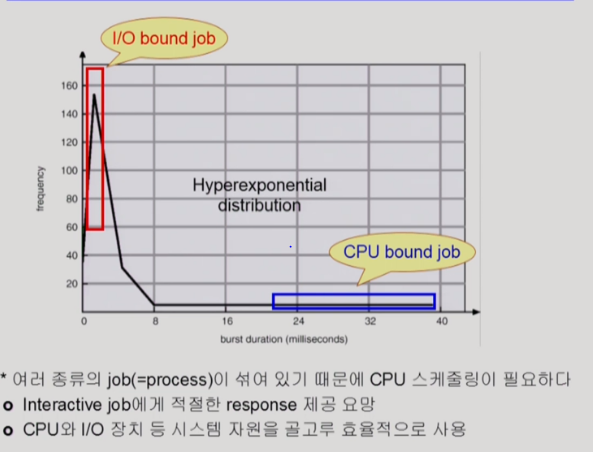 I/O bound job
160
140
120
100
80
60
40
20
frequency
Hyperexponential
distribution
CPU bound job
0 8 16 24 32 40
burst duration (milliseconds)
* 여러 종류의 job(=process)이 섞여 있기 때문에 CPU 스케줄링이 필요하다
o Interactive job에게 적절한 response 제공 요망
o CPU와 I/O 장치 등 시스템 자원을 골고루 효율적으로 사용